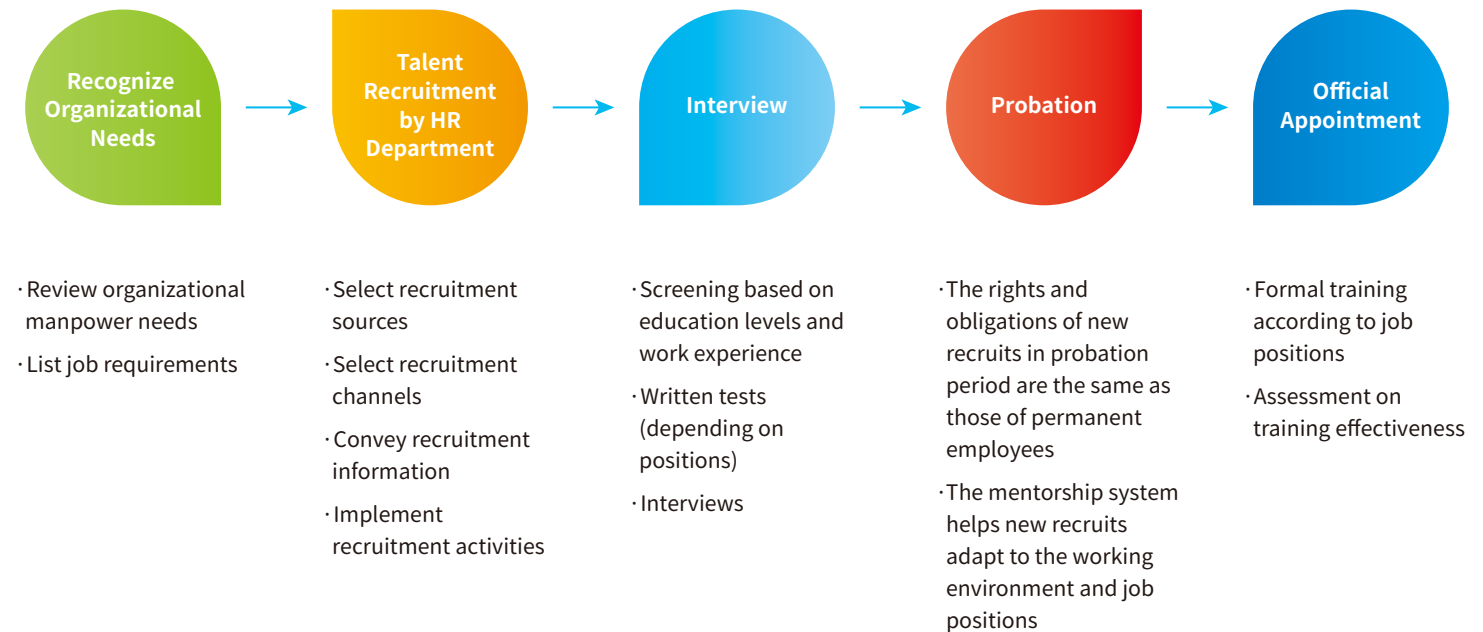 Recognize
Organizational
Needs
Talent
Recruitment
by HR
Department
Interview
Probation
Official
Appointment
·Review organizational
manpower needs
·List job requirements
·Select recruitment
sources
·Select recruitment
channels
·Convey recruitment
information
·Implement
recruitment activities
·Screening based on
education levels and
work experience
·Written tests
(depending on
positions)
·Interviews
·The rights and
obligations of new
recruits in probation
period are the same as
those of permanent
employees
·The mentorship system
helps new recruits
adapt to the working
environment and job
positions
·Formal training
according to job
positions
·Assessment on
training effectiveness